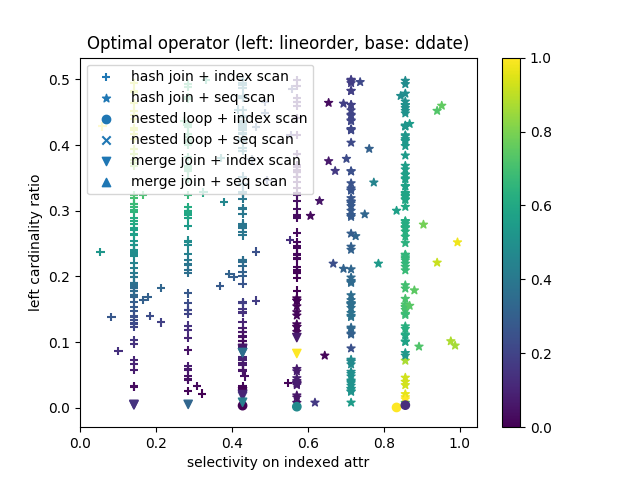 Optimal operator (left: lineorder, base: ddate)
hash join + index scan
hash join + seq scan
nested loop + index scan
nested loop + seq scan
merge join + index scan
merge join + seq scan
left cardinality ratio
0.5
0.4
0.3
0.2
0.1
0.0
0.0
0.2
0.4
0.6
0.8
1.0
selectivity on indexed attr
1.0
0.8
0.6
0.4
0.2
0.0